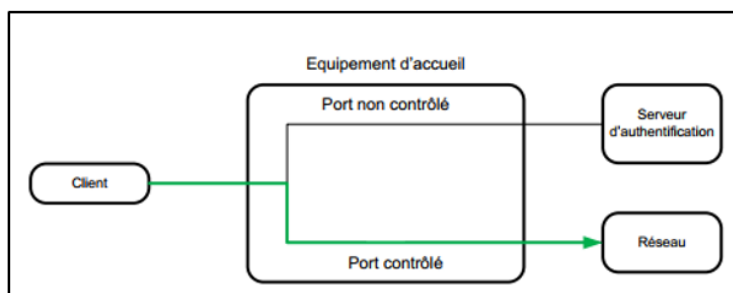 Equipement d'accueil
Port non contrôlé
Serveur
d'authentification
Client
Réseau
Port contrôlé